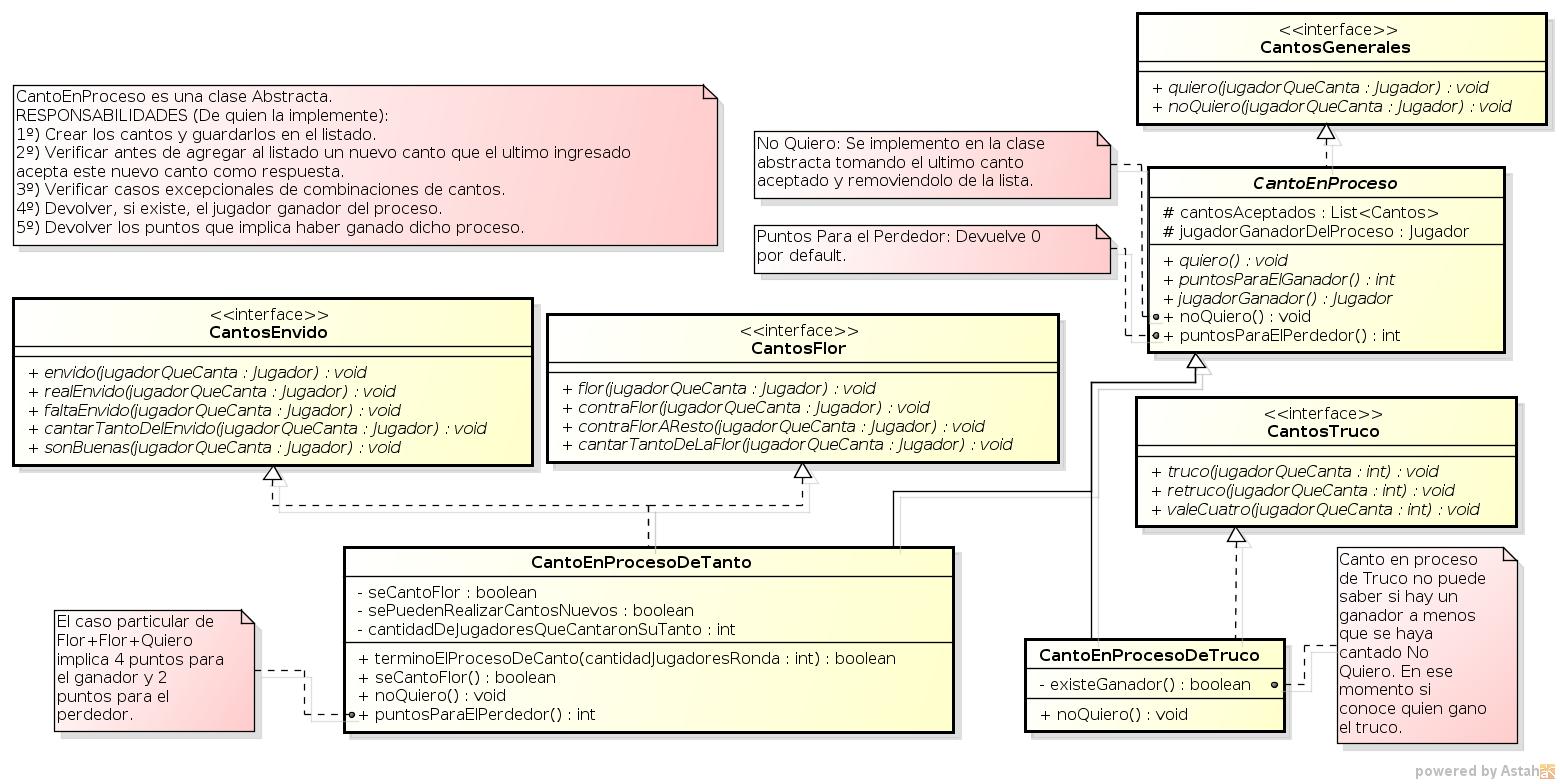 <<interface>>
CantosGenerales
+ quiero(jugadorQueCanta : Jugador) : void
+ noQuiero(jugadorQueCanta : Jugador) : void
CantoEnProceso es una clase Abstracta.
RESPONSABILIDADES (De quien la implemente):
1º) Crear los cantos y guardarlos en el listado.
2º) Verificar antes de agregar al listado un nuevo canto que el ultimo ingresado
acepta este nuevo canto como respuesta.
3º) Verificar casos excepcionales de combinaciones de cantos.
4º) Devolver, si existe, el jugador ganador del proceso.
5º) Devolver los puntos que implica haber ganado dicho proceso.
No Quiero: Se implemento en la clase
abstracta tomando el ultimo canto
aceptado y removiendolo de la lista.
Puntos Para el Perdedor: Devuelve 0
por default.
CantoEnProceso
# cantosAceptados : List<Cantos>
# jugadorGanadorDelProceso : Jugador
+ quiero() : void
+ puntosParaElGanador() : int
+ jugadorGanador() : Jugador
+ noQuiero() : void
+ puntosParaElPerdedor() : int
<<interface>>
CantosEnvido
+ envido(jugadorQueCanta : Jugador) : void
+ realEnvido(jugadorQueCanta : Jugador) : void
+ faltaEnvido(jugadorQueCanta : Jugador) : void
+ cantarTantoDelEnvido(jugadorQueCanta : Jugador) : void
+ sonBuenas(jugadorQueCanta : Jugador) : void
<<interface>>
CantosFlor
+ flor(jugadorQueCanta : Jugador) : void
+ contraFlor(jugadorQueCanta : Jugador) : void
+ contraFlorAResto(jugadorQueCanta : Jugador) : void
+ cantarTantoDeLaFlor(jugadorQueCanta : Jugador) : void
<<interface>>
CantosTruco
+ truco(jugadorQueCanta : int) : void
+ retruco(jugadorQueCanta : int) : void
+ valeCuatro(jugadorQueCanta : int) : void
CantoEnProcesoDeTanto
- seCantoFlor : boolean
- sePuedenRealizarCantosNuevos : boolean
- cantidadDeJugadoresQueCantaronSuTanto : int
+ terminoElProcesoDeCanto(cantidadJugadoresRonda : int) : boolean
+ seCantoFlor() : boolean
+ noQuiero() : void
+ puntosParaElPerdedor() : int
El caso particular de
Flor+Flor+Quiero
implica 4 puntos para
el ganador y 2
puntos para el
perdedor.
CantoEnProcesoDeTruco
- existeGanador() : boolean
+ noQuiero() : void
Canto en proceso
de Truco no puede
saber si hay un
ganador a menos
que se haya
cantado No
Quiero. En ese
momento si
conoce quien gano
el truco.
powered by Astah